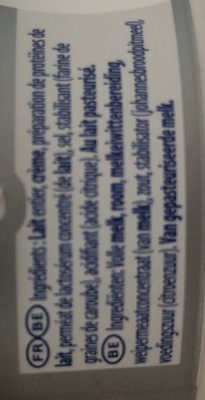 FR BE Ingrédients : Lait entier, crème, préparation de protéines de
lait, perméat de lactosérum concentré (de lait), sel, stabilisant (farine de
graines de caroube), acidifiant (acide citrique). Au lait pasteurisé.
BE Ingrediënten: Volle melk, room, melkeiwittenbereiding,
weipermeaatconcentraat (van melk), zout, stabilisator (johannesbroodpitmeel),
voedingszuur (citroenzuur). Van gepasteuriseerde melk.